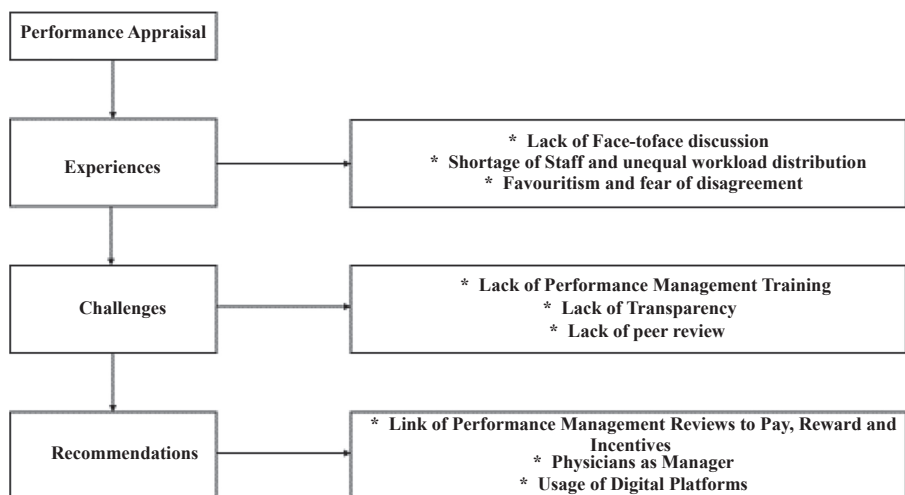 Performance Appraisal
Experiences
* Lack of Face-toface discussion
* Shortage of Staff and unequal workload distribution
* Favouritism and fear of disagreement
Challenges
* Lack of Performance Management Training
* Lack of Transparency
* Lack of peer review
Recommendations
* Link of Performance Management Reviews to Pay, Reward and
Incentives
* Physicians as Manager
* Usage of Digital Platforms